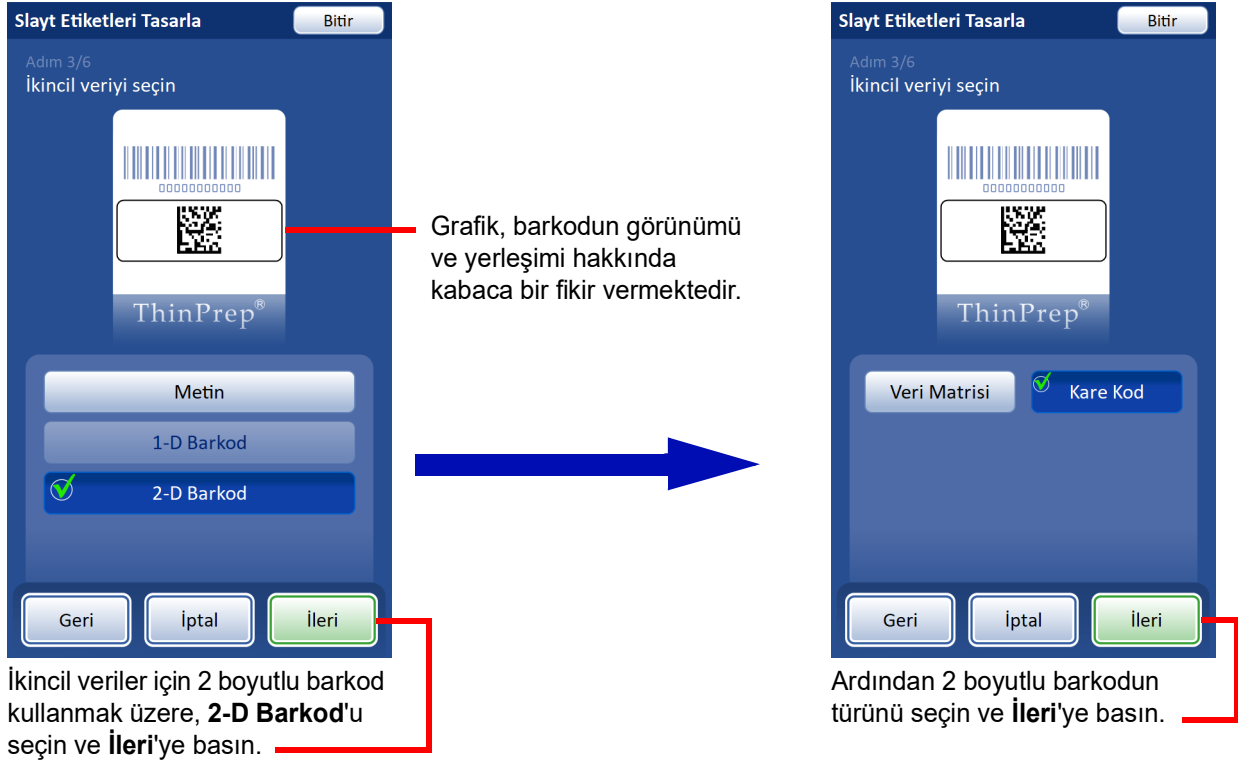 Slayt Etiketleri Tasarla
Bitir
Adım 3/6
İkincil veriyi seçin
00000000000
ThinPrep®
Metin
1-D Barkod
2-D Barkod
Geri
İptal
İleri
İkincil veriler için 2 boyutlu barkod
kullanmak üzere, 2-D Barkod'u
seçin ve İleri'ye basın.
Grafik, barkodun görünümü
ve yerleşimi hakkında
kabaca bir fikir vermektedir.
Slayt Etiketleri Tasarla
Bitir
Adım 3/6
İkincil veriyi seçin
00000000000
ThinPrep®
Veri Matrisi
Kare Kod
Geri
İptal
İleri
Ardından 2 boyutlu barkodun
türünü seçin ve İleri'ye basın.